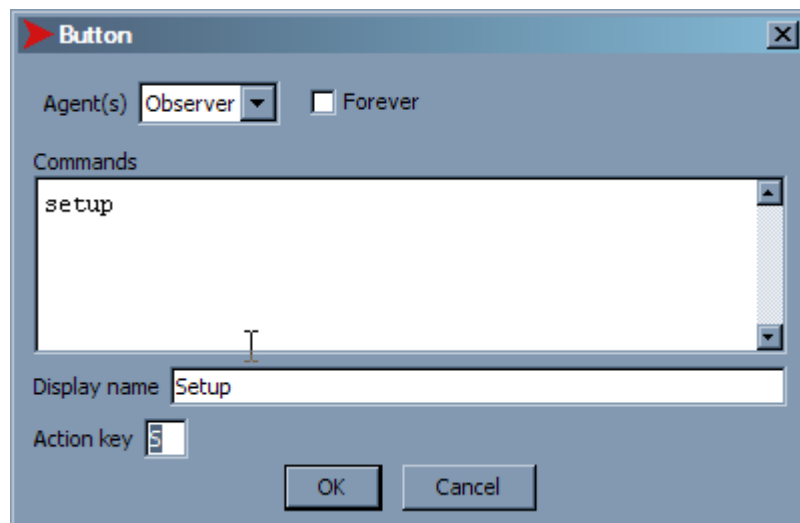 Button
Agent(s) Observer Forever
Commands
setup
Display name Setup
Action key S
OK Cancel